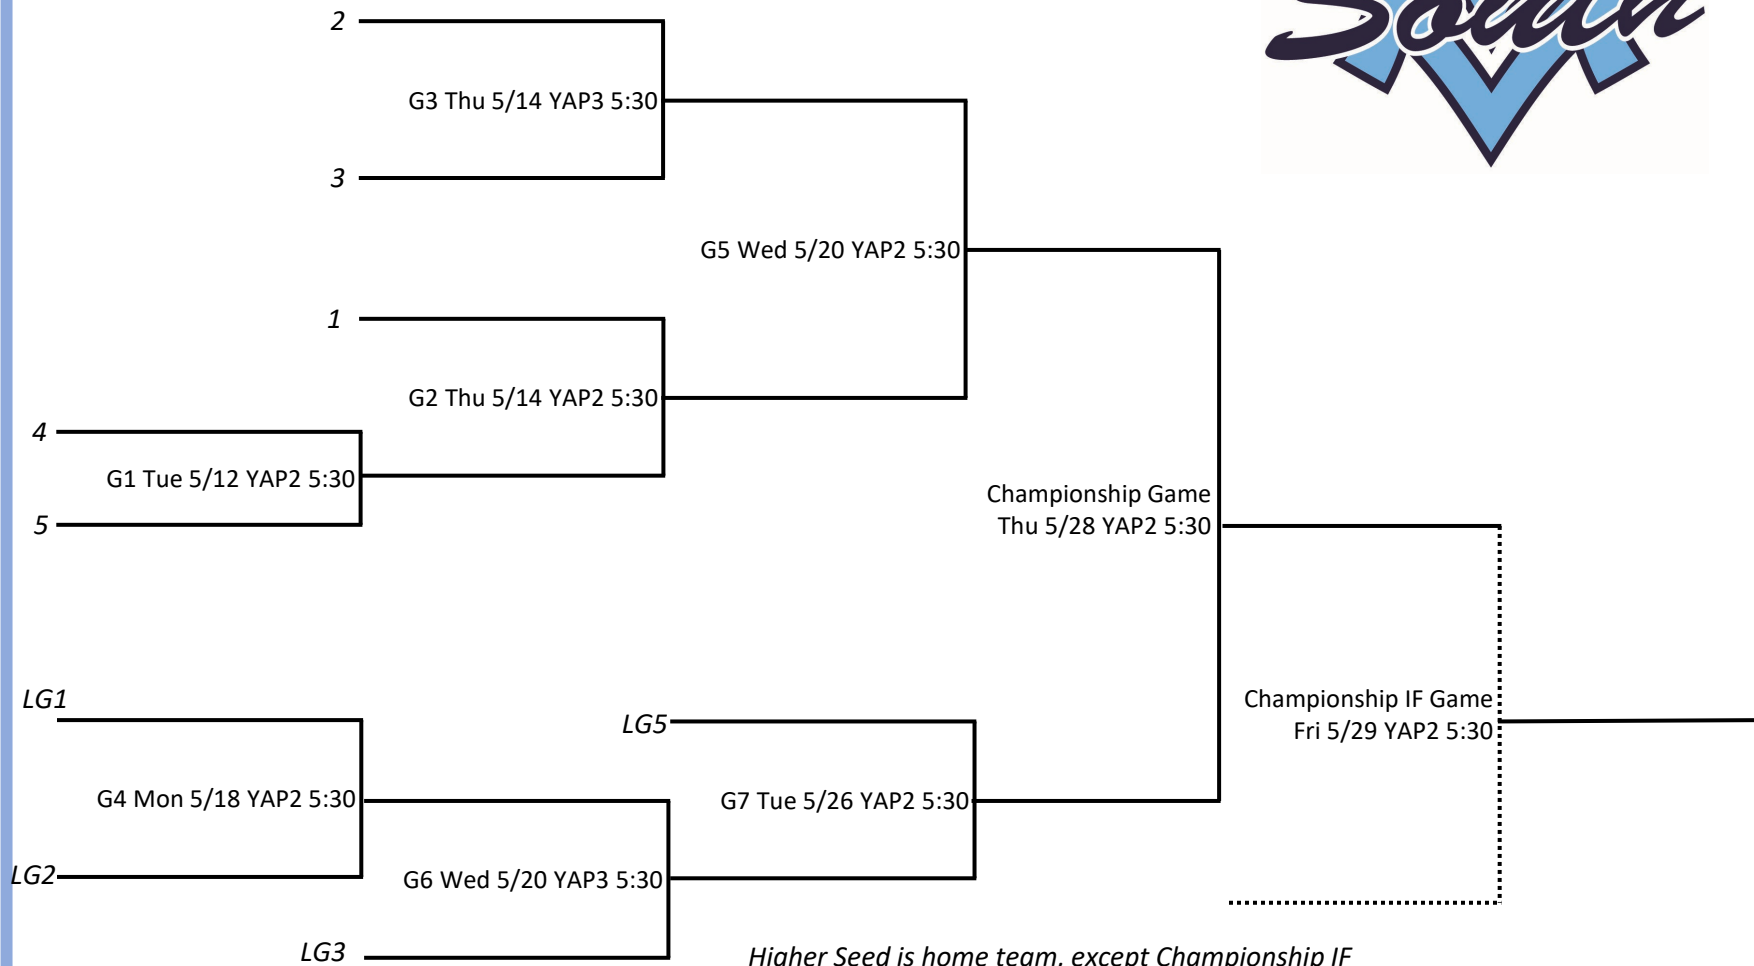 South
2
G3 Thu 5/14 YAP3 5:30
3
G5 Wed 5/20 YAP2 5:30
1
G2 Thu 5/14 YAP2 5:30
4
G1 Tue 5/12 YAP2 5:30
5
Championship Game
Thu 5/28 YAP2 5:30
LG1
LG5
Championship IF Game
Fri 5/29 YAP2 5:30
G4 Mon 5/18 YAP2 5:30
G7 Tue 5/26 YAP2 5:30
LG2
G6 Wed 5/20 YAP3 5:30
LG3
Higher Seed is home team, except Championship IF